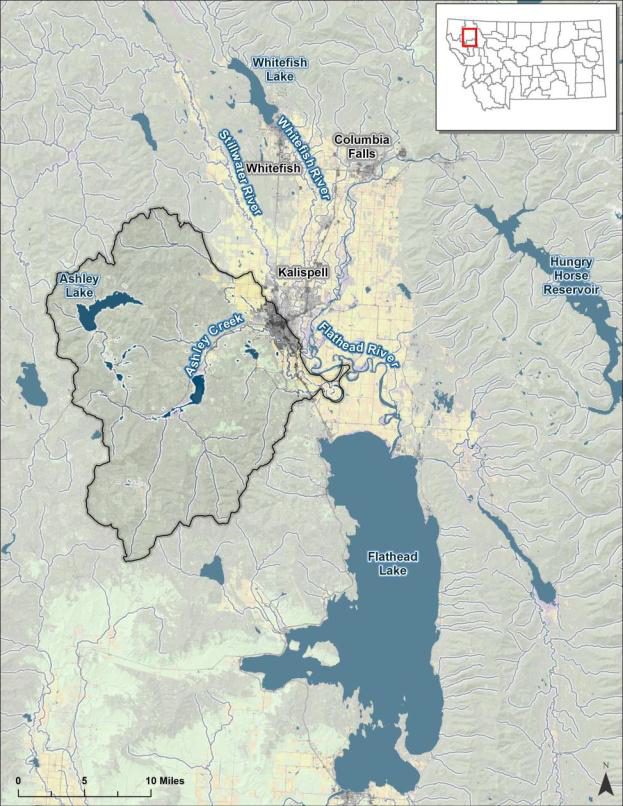 Whitefish
Lake
Stillwater River
Whitefish River
Columbia
Falls
Whitefish
Kalispell
Hungry
Horse
Reservoir
Ashley
Lake
Ashley Creek
Flathead River
Flathead
Lake
0 5 10 Miles
N